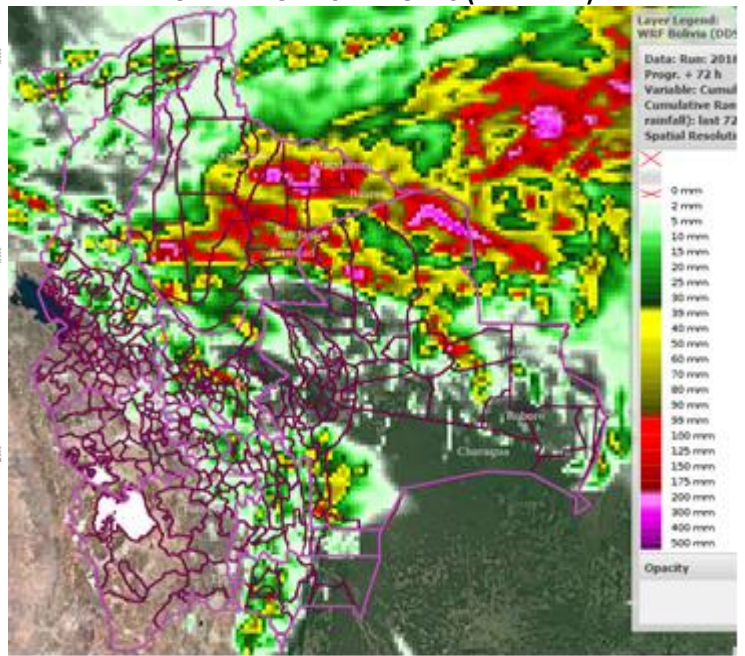 Layer Legend:
WRF Bolivia (DDS
Data: Run: 2018
Progr. + 72 h
Variable: Cumul
Cumulative Rain
rainfall): last 72
Spatial Resoluti
0 mm
2 mm
5 mm
10 mm
15 mm
20 mm
25 mm
30 mm
39 mm
40 mm
50 mm
60 mm
70 mm
80 mm
90 mm
99 mm
100 mm
125 mm
150 mm
175 mm
200 mm
300 mm
400 mm
500 mm
Robore
Charagua
Opacity